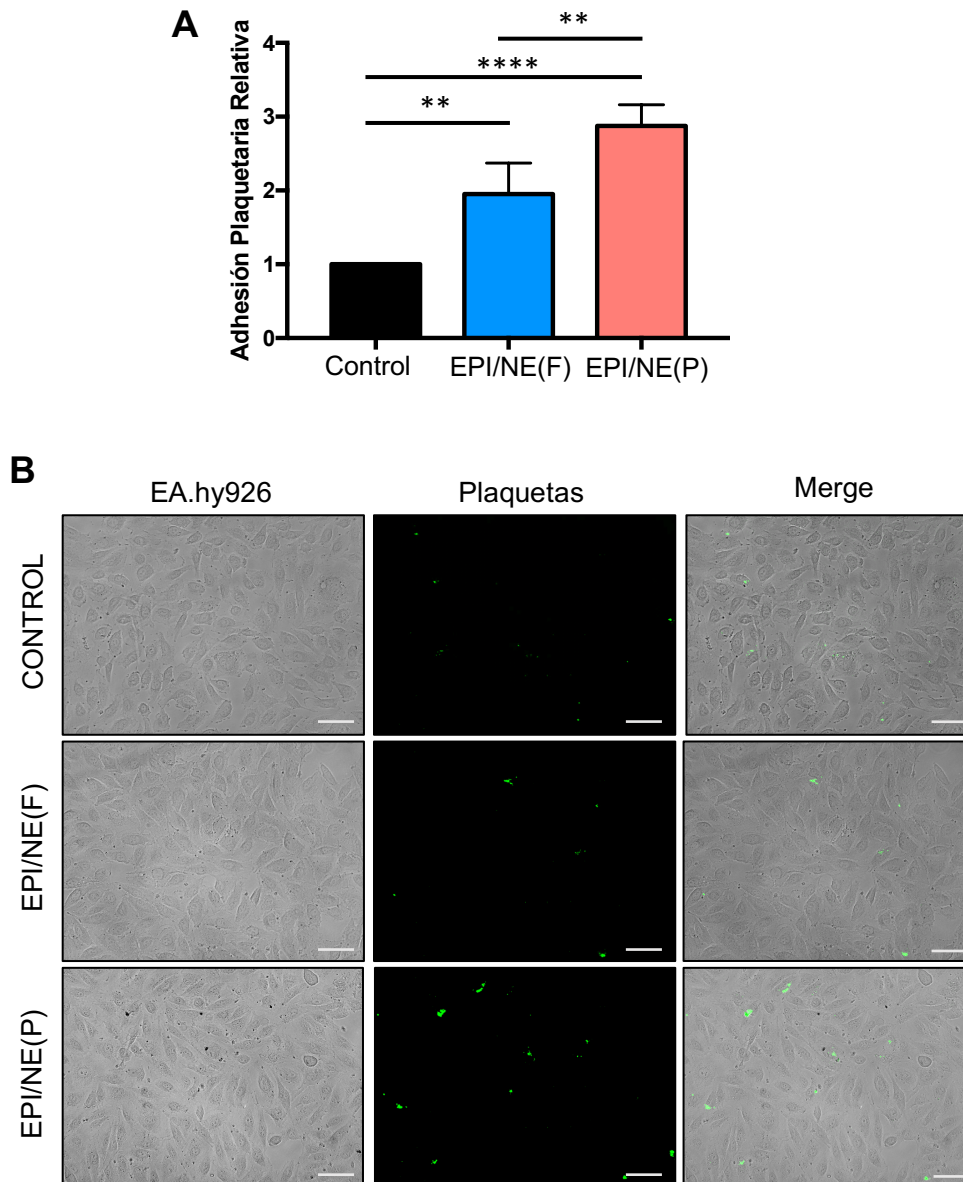 A
Adhesión Plaquetaria Relativa
4
3
2
1
0
**
****
**
Control
EPI/NE(F)
EPI/NE(P)
B
EA.hy926
Plaquetas
Merge
CONTROL
EPI/NE(F)
EPI/NE(P)